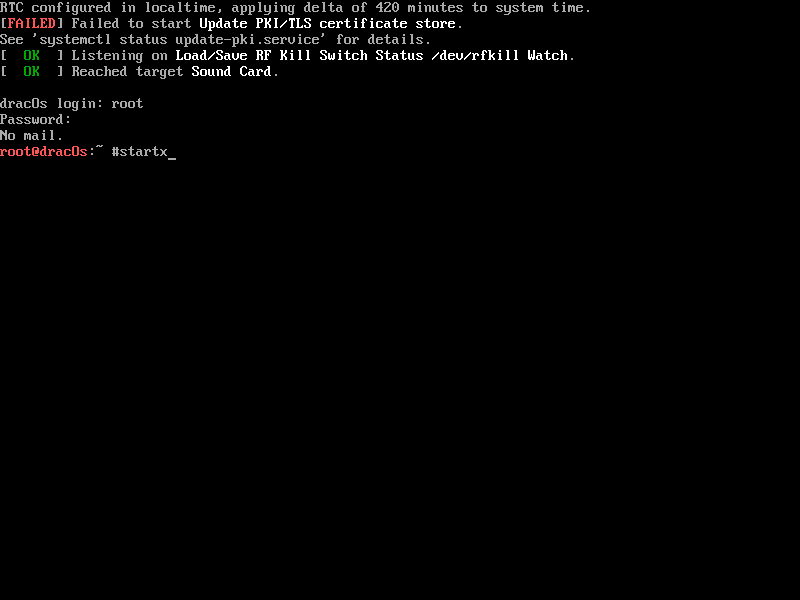 RTC configured in localtime, applying delta of 420 minutes to system time.
[FAILED] Failed to start Update PKI/TLS certificate store.
See 'systemctl status update-pki.service' for details.
[  OK  ] Listening on Load/Save RF Kill Switch Status /dev/rfkill Watch.
[  OK  ] Reached target Sound Card.
dracOs login: root
Password:
No mail.
root@dracOs:~ #startx_